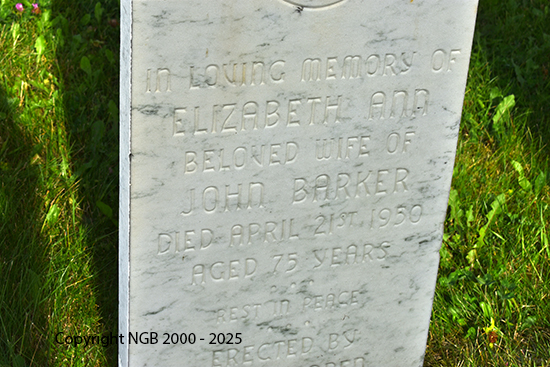 IN LOVING MEMORY OF
ELIZABETH ANN
BELOVED WIFE OF
JOHN BARKER
DIED APRIL 21ST. 1950
AGED 75 YEARS
REST IN PEACE
ERECTED BY
Copyright NGB 2000 - 2025